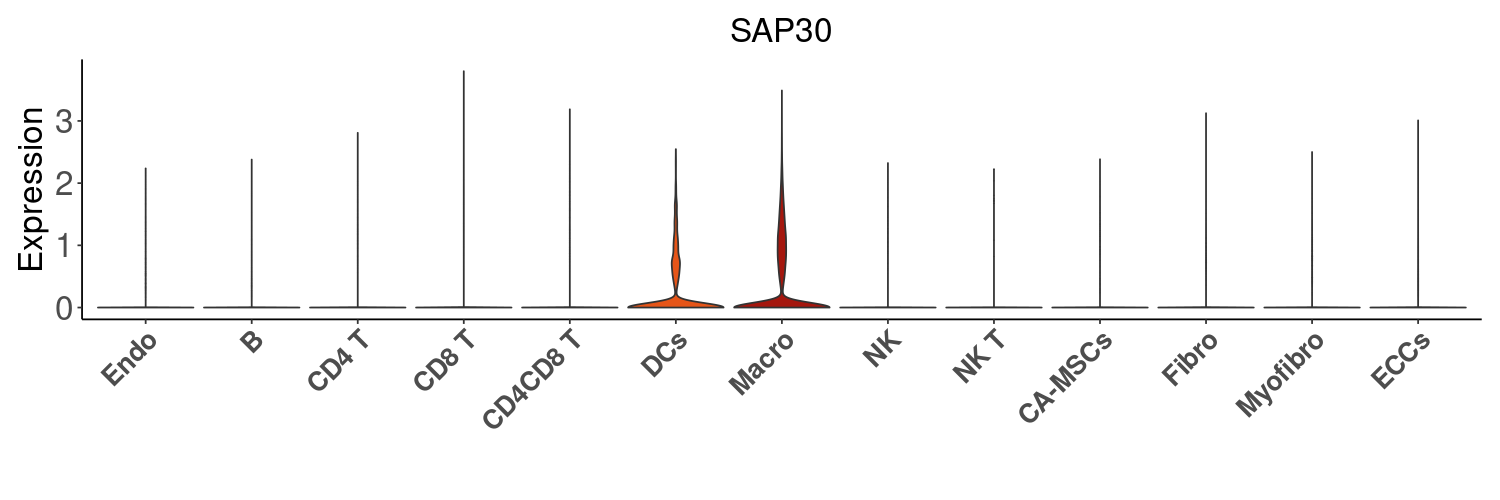 SAP30
Expression
3
2
1
0
Endo
B
CD4 T
CD8 T
CD4CD8 T
DCs
Macro
NK
NK T
CA-MSCs
Fibro
Myofibro
ECCs